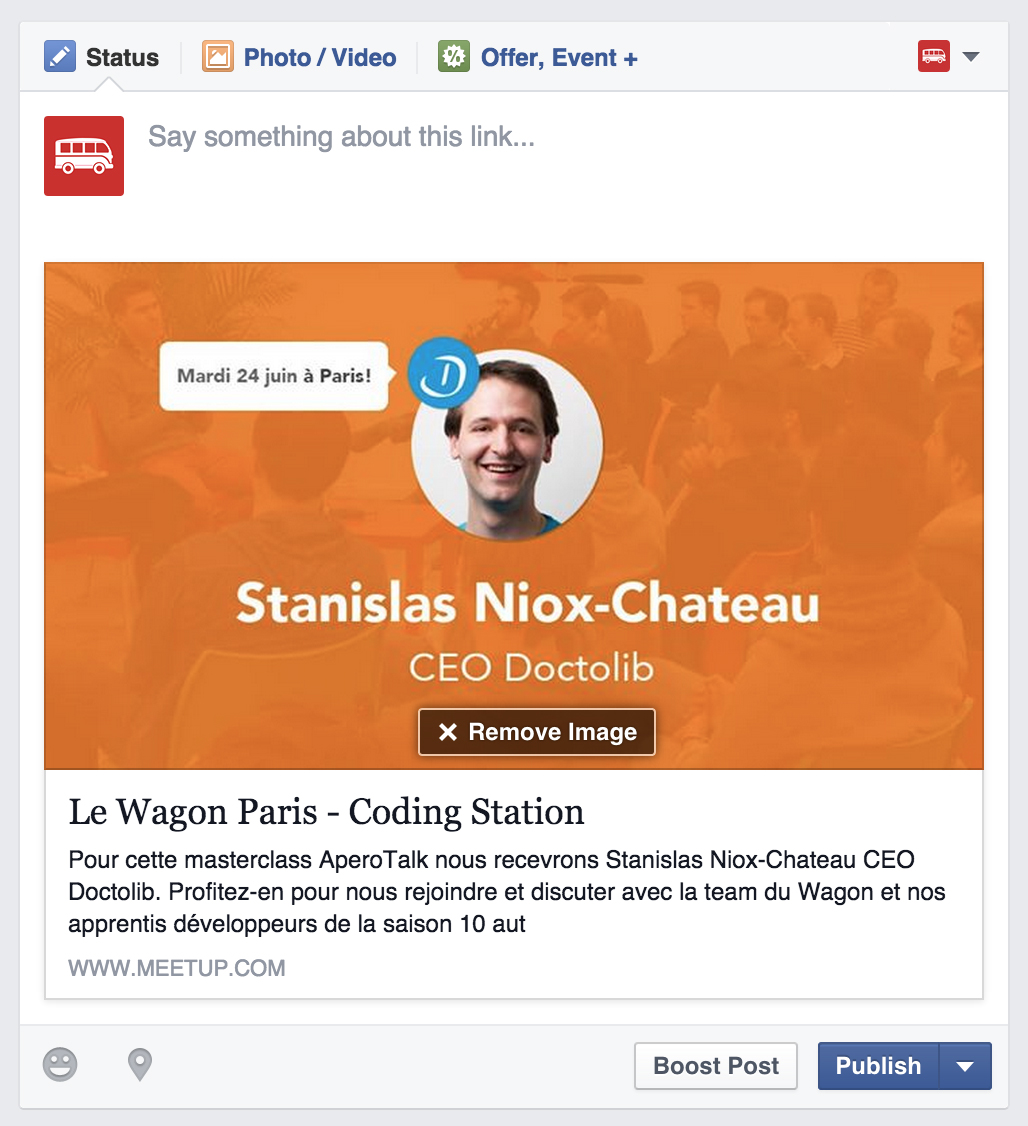 Status
Photo / Video
Offer, Event +
Say something about this link...
Mardi 24 juin à Paris!
Stanislas Niox-Chateau
CEO Doctolib
Remove Image
Le Wagon Paris - Coding Station
Pour cette masterclass AperoTalk nous recevrons Stanislas Niox-Chateau CEO
Doctolib. Profitez-en pour nous rejoindre et discuter avec la team du Wagon et nos
apprentis développeurs de la saison 10 aut
WWW.MEETUP.COM
Boost Post
Publish